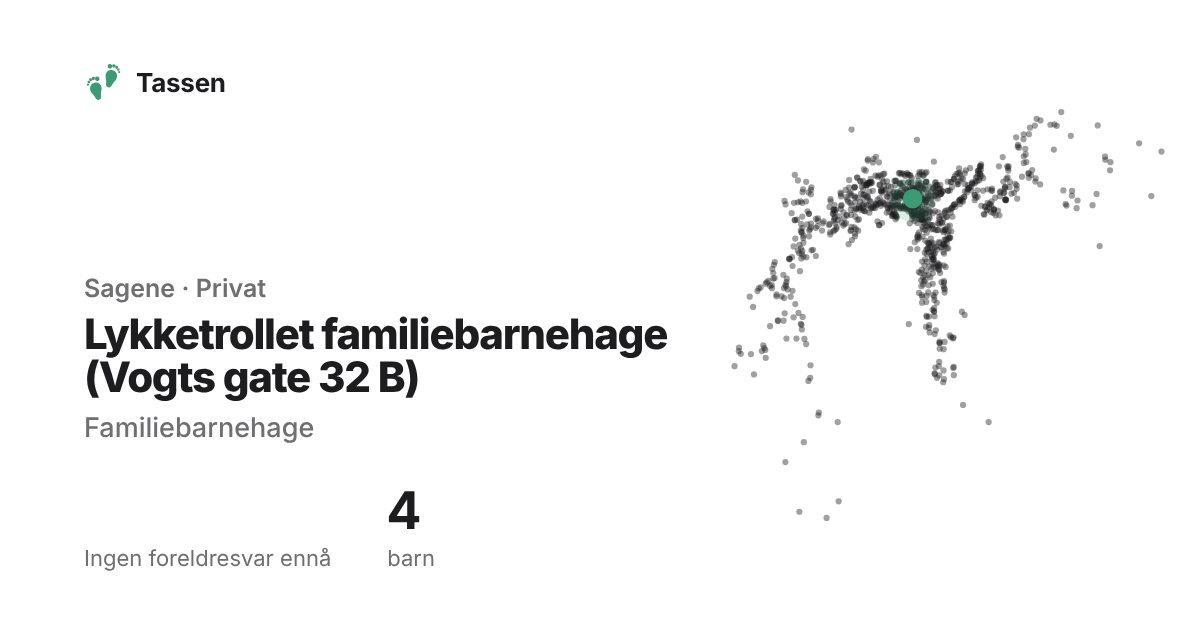 Tassen
Sagene · Privat
Lykketrollet familiebarnehage
(Vogts gate 32 B)
Familiebarnehage
4
Ingen foreldresvar ennå
barn